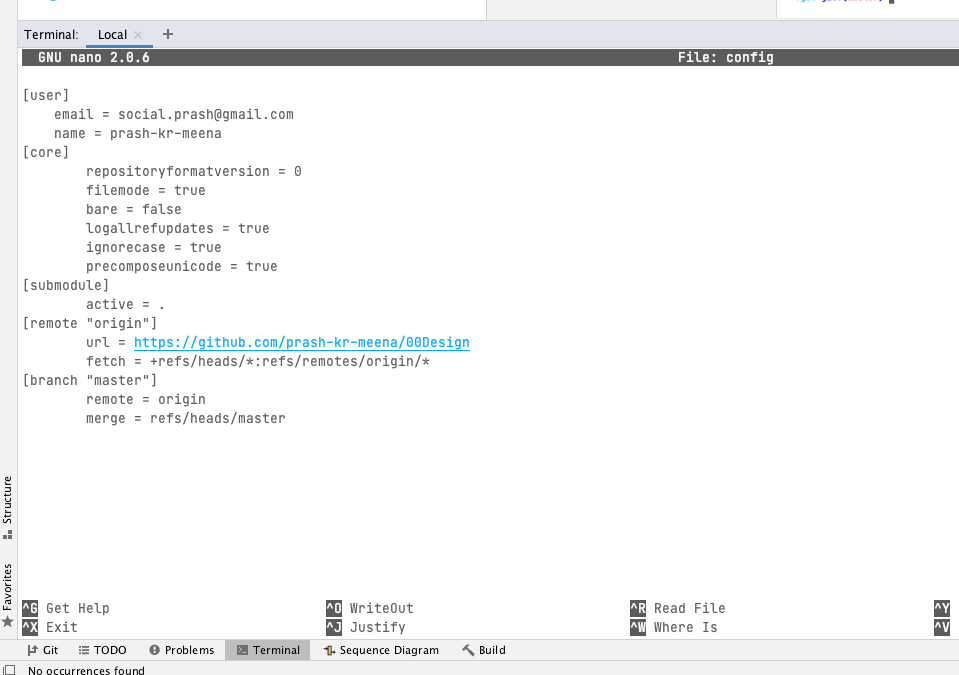 Terminal: Local × +
GNU nano 2.0.6 File: config
[user]
email = social.prash@gmail.com
name = prash-kr-meena
[core]
repositoryformatversion = 0
filemode = true
bare = false
logallrefupdates = true
ignorecase = true
precomposeunicode = true
[submodule]
active = .
[remote "origin"]
url = https://github.com/prash-kr-meena/00Design
fetch = +refs/heads/*:refs/remotes/origin/*
[branch "master"]
remote = origin
merge = refs/heads/master
Structure
Favorites
^G Get Help ^O WriteOut ^R Read File ^Y
^X Exit ^J Justify ^W Where Is ^V
Git TODO Problems Terminal Sequence Diagram Build
No occurrences found